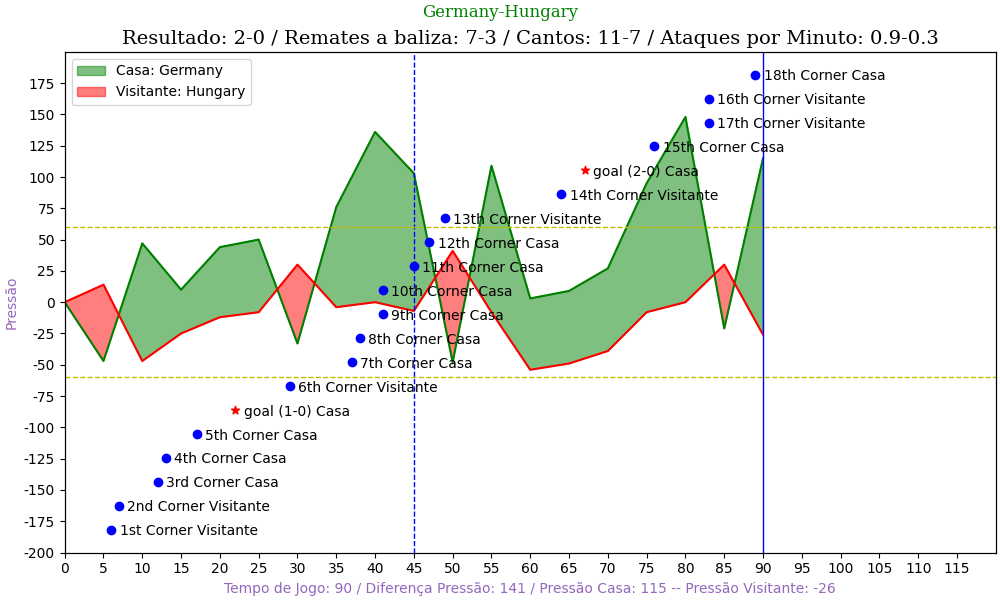 Germany-Hungary
Resultado: 2-0 / Remates a baliza: 7-3 / Cantos: 11-7 / Ataques por Minuto: 0.9-0.3
Casa: Germany
Visitante: Hungary
Pressão
175
150
125
100
75
50
25
0
-25
-50
-75
-100
-125
-150
-175
-200
18th Corner Casa
16th Corner Visitante
17th Corner Visitante
15th Corner Casa
goal (2-0) Casa
14th Corner Visitante
13th Corner Visitante
12th Corner Casa
11th Corner Casa
10th Corner Casa
9th Corner Casa
8th Corner Casa
7th Corner Casa
6th Corner Visitante
goal (1-0) Casa
5th Corner Casa
4th Corner Casa
3rd Corner Casa
2nd Corner Visitante
1st Corner Visitante
0 5 10 15 20 25 30 35 40 45 50 55 60 65 70 75 80 85 90 95 100 105 110 115
Tempo de Jogo: 90 / Diferença Pressão: 141 / Pressão Casa: 115 -- Pressão Visitante: -26